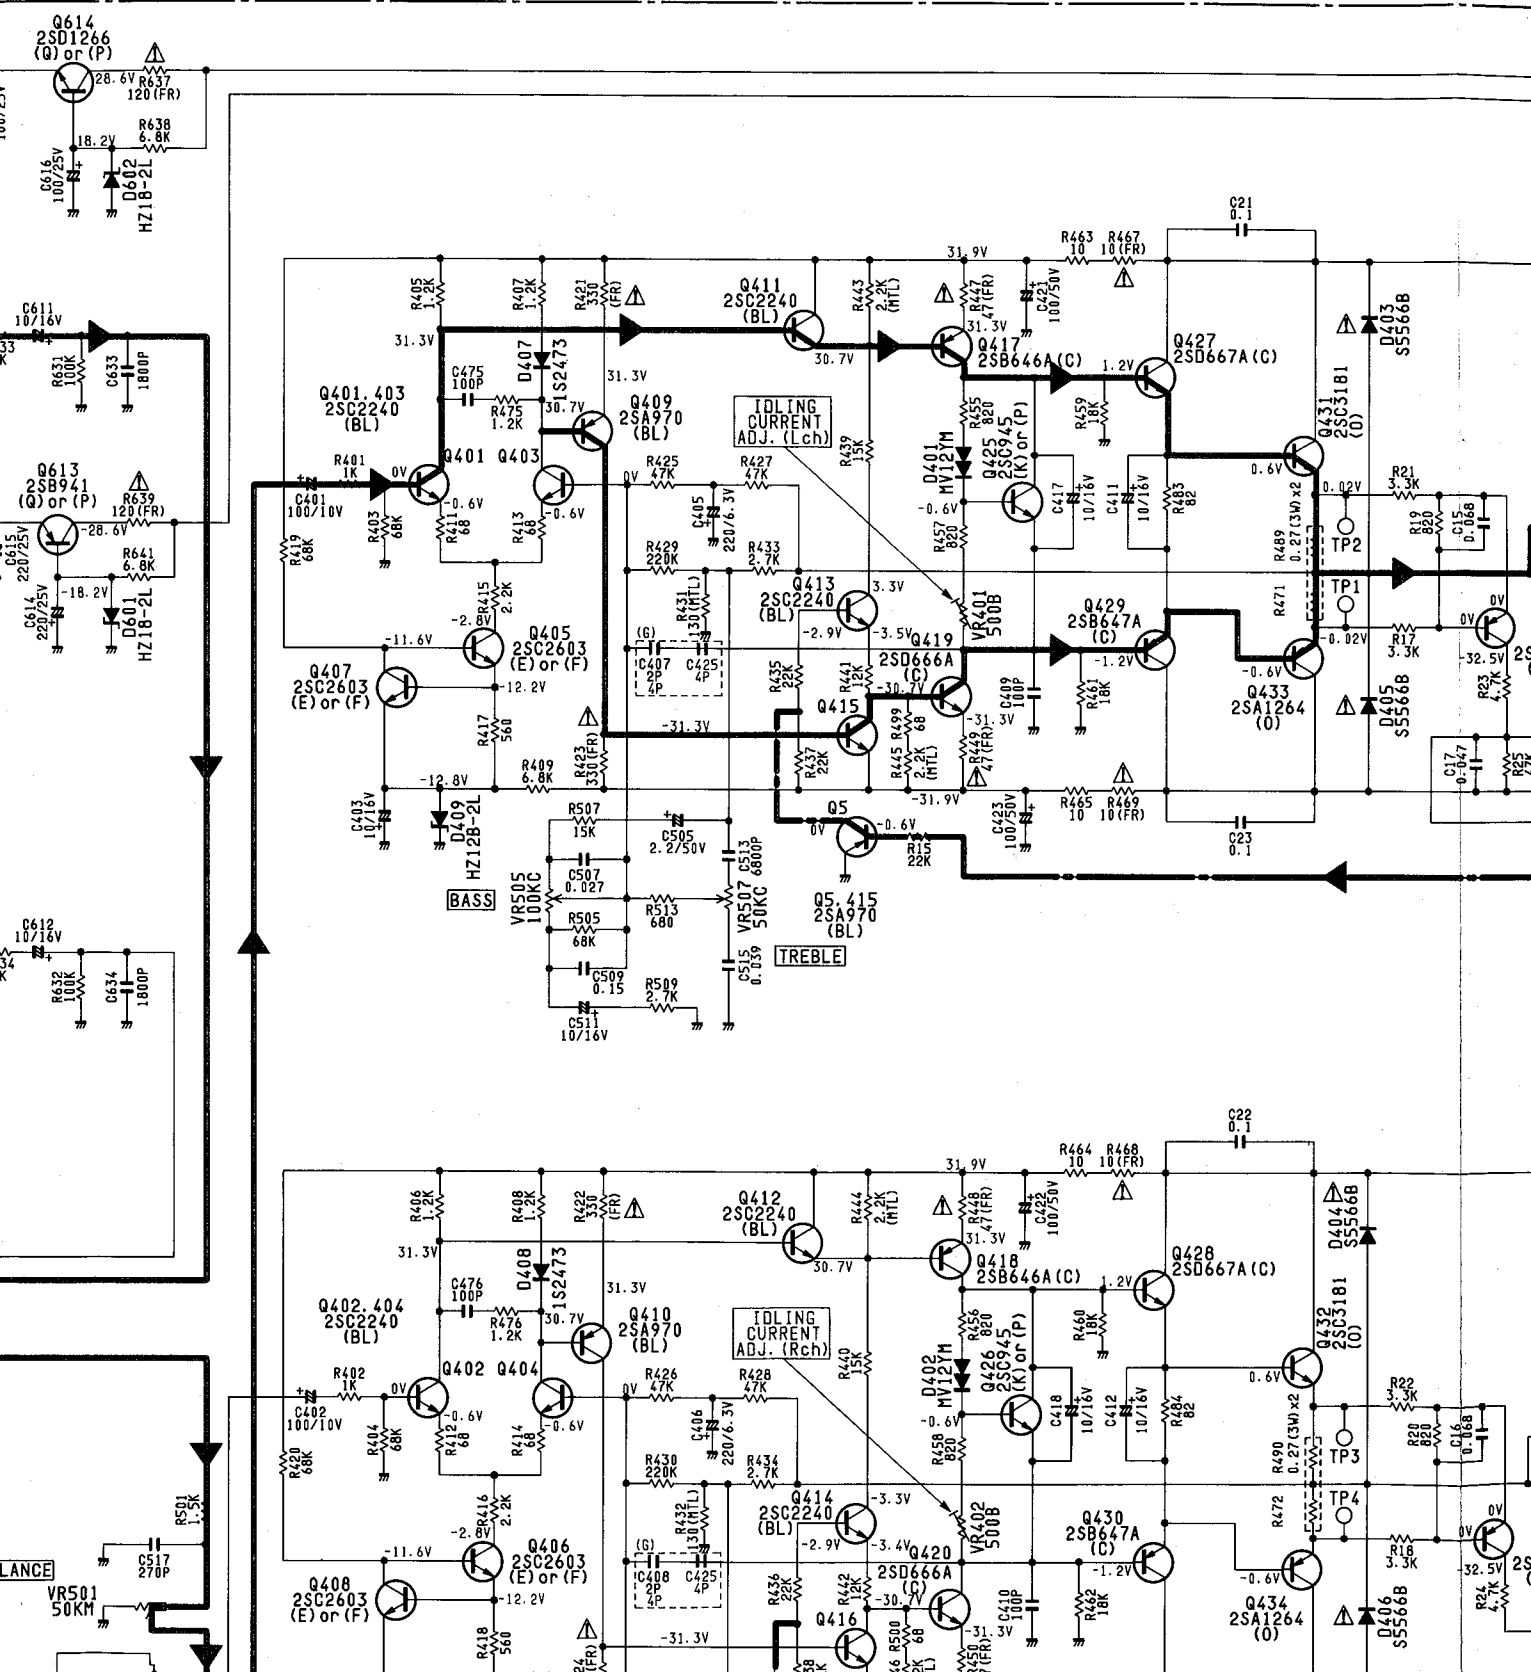 Q614
2SD1266
(Q) or (P)
28.6V
R637
120(FR)
R638
6.8K
18.2V
C616
100/25V
D602
HZ18-2L
C611
10/16V
R631
100K
C633
1800P
Q613
2SB941
(Q) or (P)
R639
120(FR)
-28.6V
C615
220/25V
R641
6.8K
-18.2V
C614
220/25V
D601
HZ18-2L
C612
10/16V
R632
100K
C634
1800P
R405
1.2K
R407
1.2K
R421
330
(FR)
31.3V
D407
1S2473
C475
100P
R475
1.2K
30.7V
31.3V
Q401.403
2SC2240
(BL)
Q409
2SA970
(BL)
R401
1K
0V
Q401
Q403
C401
100/10V
R403
68K
-0.6V
R411
68
R413
68
-0.6V
R419
68K
R415
2.2K
-2.8V
-11.6V
Q405
2SC2603
(E) or (F)
Q407
2SC2603
(E) or (F)
-12.2V
R417
560
R423
330(FR)
-12.8V
R409
6.8K
C403
10/16V
D409
HZ12B-2L
Q411
2SC2240
(BL)
30.7V
R443
2.2K
(MTL)
31.9V
R447
47(FR)
31.3V
Q417
2SB646A(C)
C421
100/50V
R463
10
R467
10(FR)
C21
0.1
Q427
2SD667A(C)
1.2V
R459
18K
D403
S5566B
Q431
2SC3181
(O)
IDLING
CURRENT
ADJ. (Lch)
R439
15K
R455
820
D401
MV12YM
Q425
2SC945
(K) or (P)
-0.6V
R457
820
C417
10/16V
C411
10/16V
R483
82
0.6V
0.02V
R21
3.3K
R489
0.27(3W)x2
TP2
R19
820
C15
0.068
0V
R425
47K
R427
47K
C405
220/6.3V
R429
220K
R433
2.7K
R431
130(MTL)
(G)
C407
2P
4P
C425
4P
Q413
2SC2240
(BL)
3.3V
-2.9V
-3.5V
R435
22K
R441
12K
VR401
500B
Q419
2SD666A
(C)
-30.7V
Q415
-31.3V
R437
22K
R445
2.2K
(MTL)
R499
68
-31.3V
R449
47(FR)
-31.9V
C409
100P
R461
18K
Q429
2SB647A
(C)
-1.2V
R471
TP1
-0.02V
R17
3.3K
0V
-32.5V
R23
4.7K
-0.6V
Q433
2SA1264
(O)
D405
S5566B
C17
0.047
R25
C423
100/50V
R465
10
R469
10(FR)
C23
0.1
R507
15K
C505
2.2/50V
C507
0.027
VR505
100KC
BASS
R505
68K
R513
680
C513
6800P
VR507
50KC
C509
0.15
R509
2.7K
C511
10/16V
C515
0.039
TREBLE
Q5
0V
-0.6V
R15
22K
Q5.415
2SA970
(BL)
R406
1.2K
R408
1.2K
R422
330
(FR)
31.3V
D408
1S2473
C476
100P
R476
1.2K
30.7V
31.3V
Q402.404
2SC2240
(BL)
Q410
2SA970
(BL)
R402
1K
0V
Q402
Q404
C402
100/10V
R404
68K
-0.6V
R412
68
R414
68
-0.6V
R420
68K
R416
2.2K
-2.8V
-11.6V
Q406
2SC2603
(E) or (F)
Q408
2SC2603
(E) or (F)
-12.2V
R418
560
Q412
2SC2240
(BL)
30.7V
R444
2.2K
(MTL)
31.9V
R448
47(FR)
31.3V
Q418
2SB646A(C)
C422
100/50V
R464
10
R468
10(FR)
C22
0.1
Q428
2SD667A(C)
1.2V
R460
18K
D404
S5566B
Q432
2SC3181
(O)
IDLING
CURRENT
ADJ. (Rch)
R440
15K
R456
820
D402
MV12YM
Q426
2SC945
(K) or (P)
-0.6V
R458
820
C418
10/16V
C412
10/16V
R484
82
0.6V
R22
3.3K
R490
0.27(3W)x2
TP3
R20
820
C16
0.068
0V
R426
47K
R428
47K
C406
220/6.3V
R430
220K
R434
2.7K
R432
130(MTL)
(G)
C408
2P
4P
C425
4P
Q414
2SC2240
(BL)
-3.3V
-2.9V
-3.4V
R436
22K
R442
12K
VR402
500B
Q420
2SD666A
(C)
-30.7V
Q416
-31.3V
R500
68
-31.3V
C410
100P
R462
18K
Q430
2SB647A
(C)
-1.2V
R472
TP4
R18
3.3K
0V
0V
-32.5V
R24
4.7K
-0.6V
Q434
2SA1264
(O)
D406
S5566B
R501
1.5K
C517
270P
LANCE
VR501
50KM